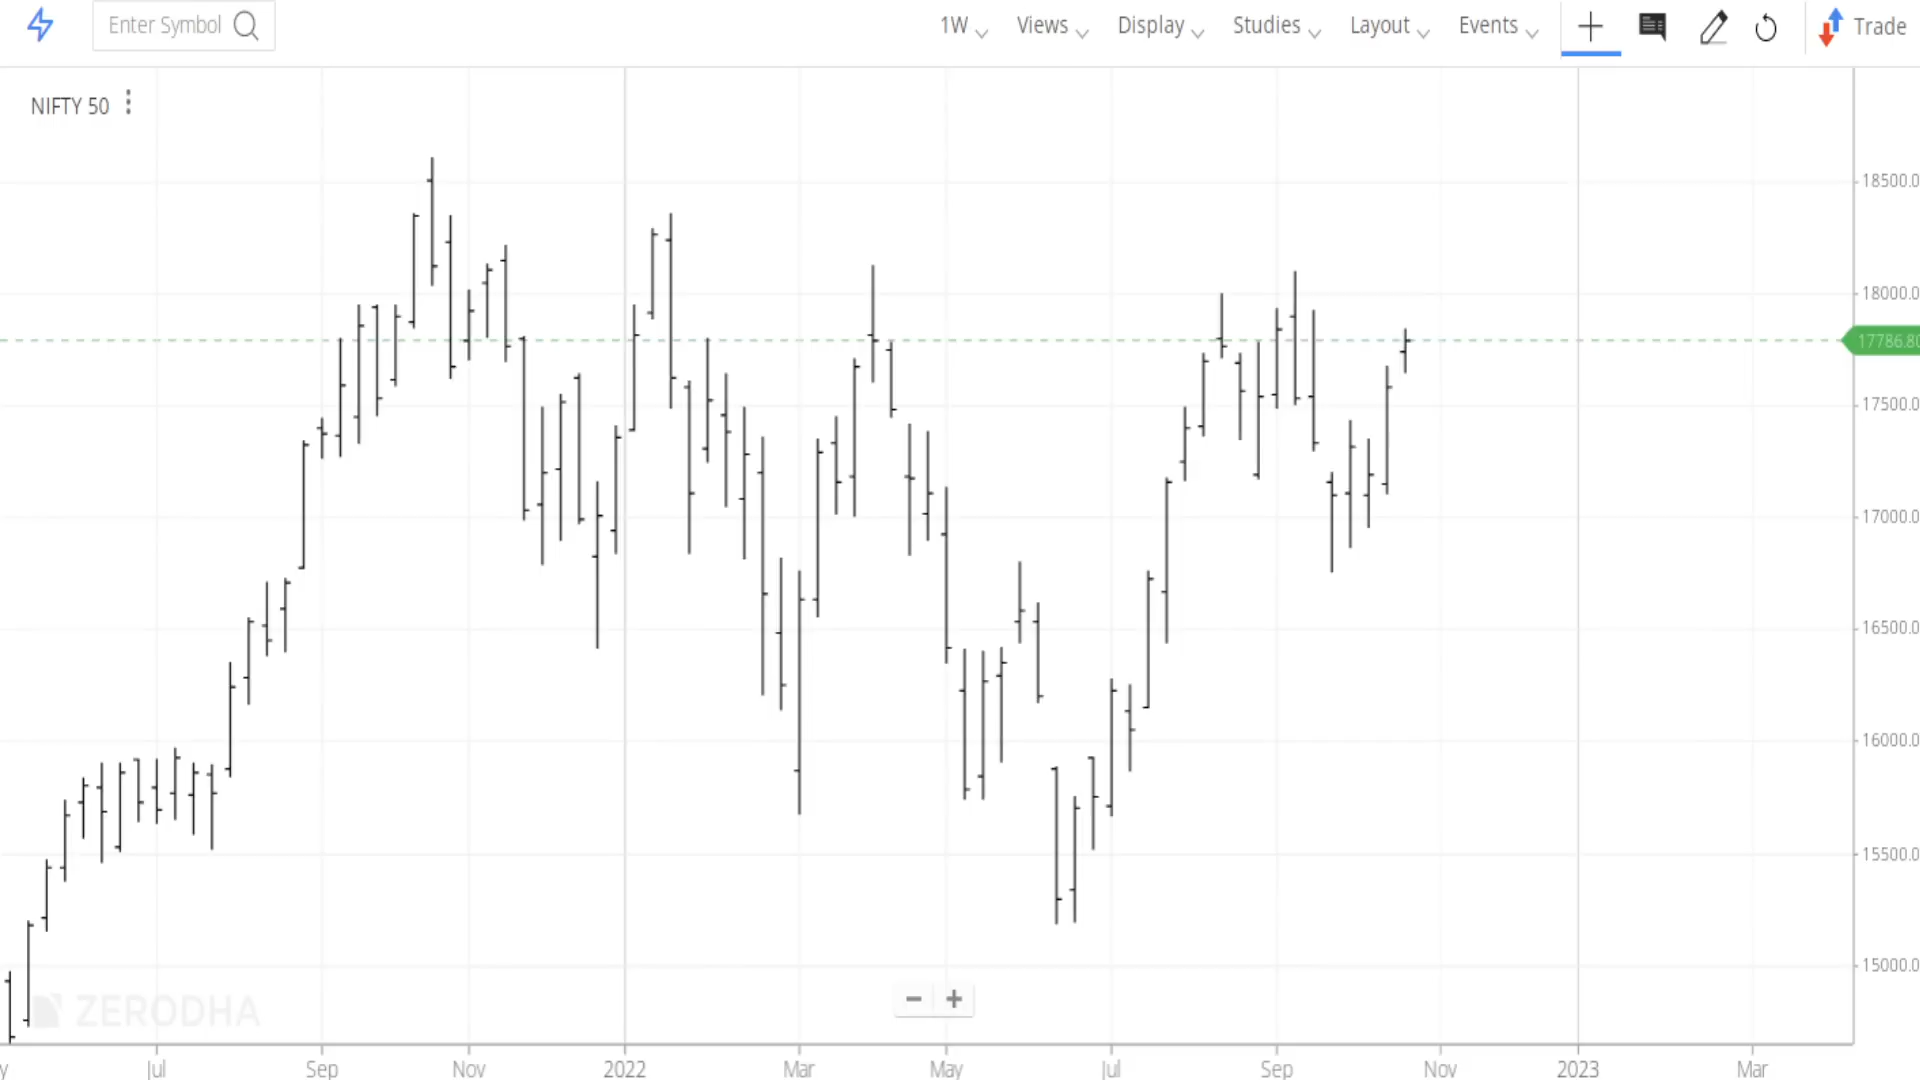 Enter Symbol
1W Views Display Studies Layout Events Trade
NIFTY 50
18500.0
18000.0
17786.80
17500.0
17000.0
16500.0
16000.0
15500.0
15000.0
ZERODHA
Jul Sep Nov 2022 Mar May Jul Sep Nov 2023 Mar